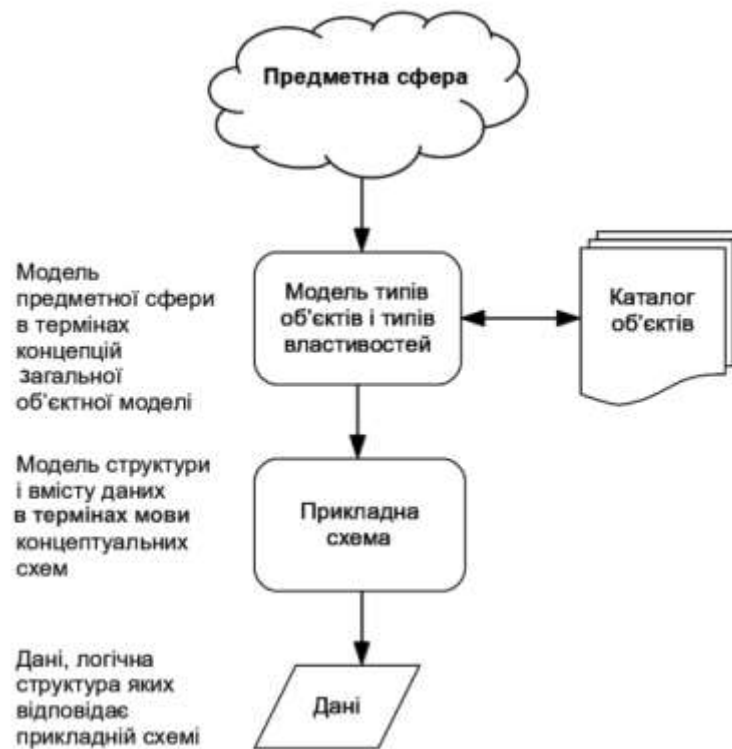 Предметна сфера
Модель
предметної сфери
в термінах
концепцій
загальної
об'єктної моделі
Модель типів
об'єктів і типів
властивостей
Каталог
об'єктів
Модель структури
і вмісту даних
в термінах мови
концептуальних
схем
Прикладна
схема
Дані, логічна
структура яких
відповідає
прикладній схемі
Дані